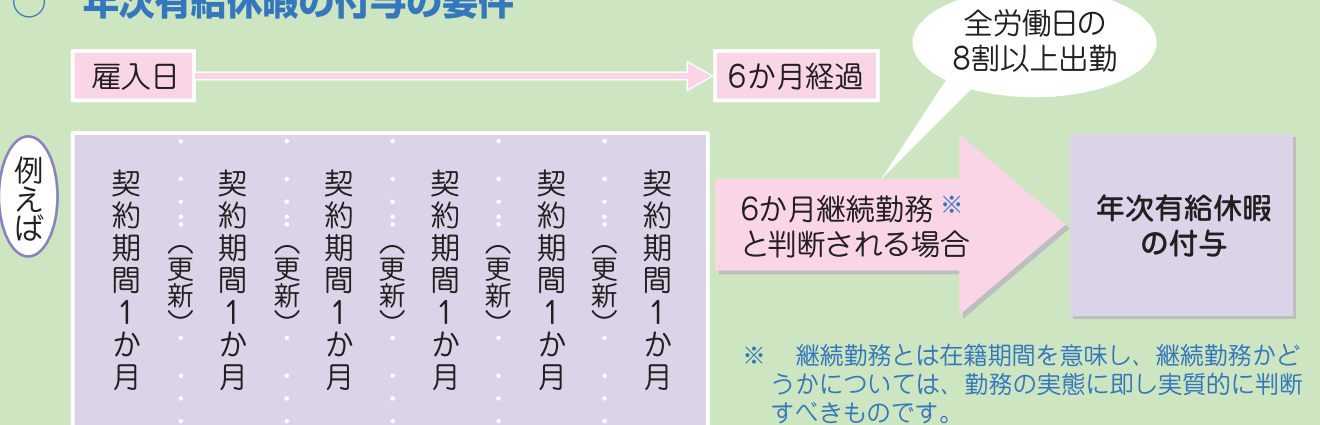 ○ 年次有給休暇の付与の要件
雇入日
6か月経過
全労働日の
8割以上出勤
例えば
契約期間1か月
（更新）
契約期間1か月
（更新）
契約期間1か月
（更新）
契約期間1か月
（更新）
契約期間1か月
（更新）
契約期間1か月
6か月継続勤務※
と判断される場合
年次有給休暇
の付与
※　継続勤務とは在籍期間を意味し、継続勤務かど
うかについては、勤務の実態に即し実質的に判断
すべきものです。